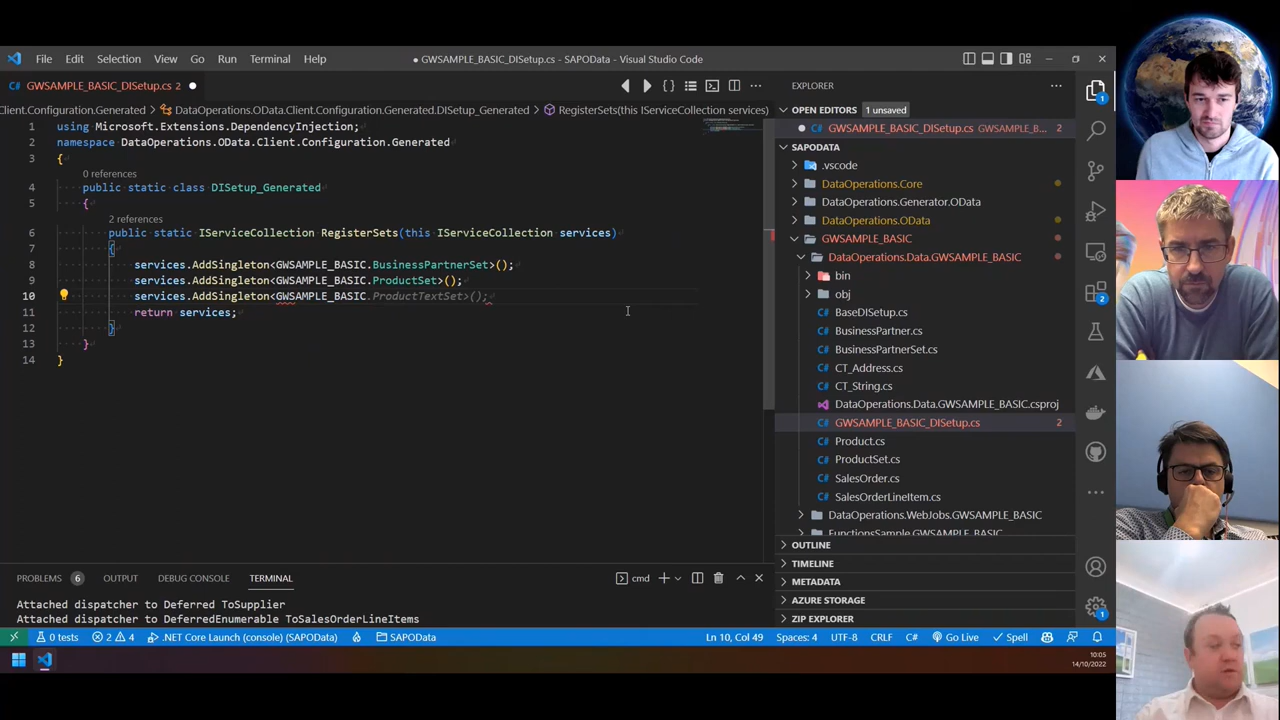 File Edit Selection View Go Run Terminal Help
● GWSAMPLE_BASIC_DISetup.cs - SAPOData - Visual Studio Code
GWSAMPLE_BASIC_DISetup.cs 2
Client.Configuration.Generated > DataOperations.OData.Client.Configuration.Generated.DISetup_Generated > RegisterSets(this IServiceCollection services)
1 using Microsoft.Extensions.DependencyInjection;
2 namespace DataOperations.OData.Client.Configuration.Generated
3 {
0 references
4 public static class DISetup_Generated
5 {
2 references
6 public static IServiceCollection RegisterSets(this IServiceCollection services)
7 {
8 services.AddSingleton<GWSAMPLE_BASIC.BusinessPartnerSet>();
9 services.AddSingleton<GWSAMPLE_BASIC.ProductSet>();
10 services.AddSingleton<GWSAMPLE_BASIC.ProductTextSet>();
11 return services;
12 }
13 }
14 }
PROBLEMS 6 OUTPUT DEBUG CONSOLE TERMINAL cmd
Attached dispatcher to Deferred ToSupplier
Attached dispatcher to DeferredEnumerable ToSalesOrderLineItems
EXPLORER
OPEN EDITORS 1 unsaved
GWSAMPLE_BASIC_DISetup.cs GWSAMPLE_B... 2
SAPODATA
.vscode
DataOperations.Core
DataOperations.Generator.OData
DataOperations.OData
GWSAMPLE_BASIC
DataOperations.Data.GWSAMPLE_BASIC
bin
obj
BaseDISetup.cs
BusinessPartner.cs
BusinessPartnerSet.cs
CT_Address.cs
CT_String.cs
DataOperations.Data.GWSAMPLE_BASIC.csproj
GWSAMPLE_BASIC_DISetup.cs 2
Product.cs
ProductSet.cs
SalesOrder.cs
SalesOrderLineItem.cs
DataOperations.WebJobs.GWSAMPLE_BASIC
FunctionsSample.GWSAMPLE_BASIC
OUTLINE
TIMELINE
METADATA
AZURE STORAGE
ZIP EXPLORER
0 tests 2 4 .NET Core Launch (console) (SAPOData) SAPOData Ln 10, Col 49 Spaces: 4 UTF-8 CRLF C# Go Live Spell
10:05
14/10/2022